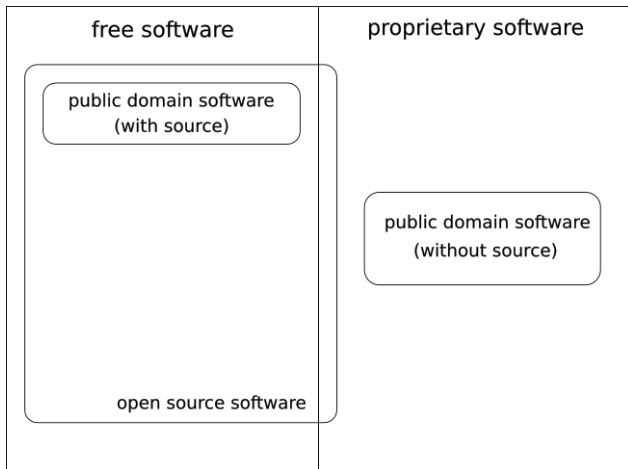 free software
proprietary software
public domain software
(with source)
public domain software
(without source)
open source software